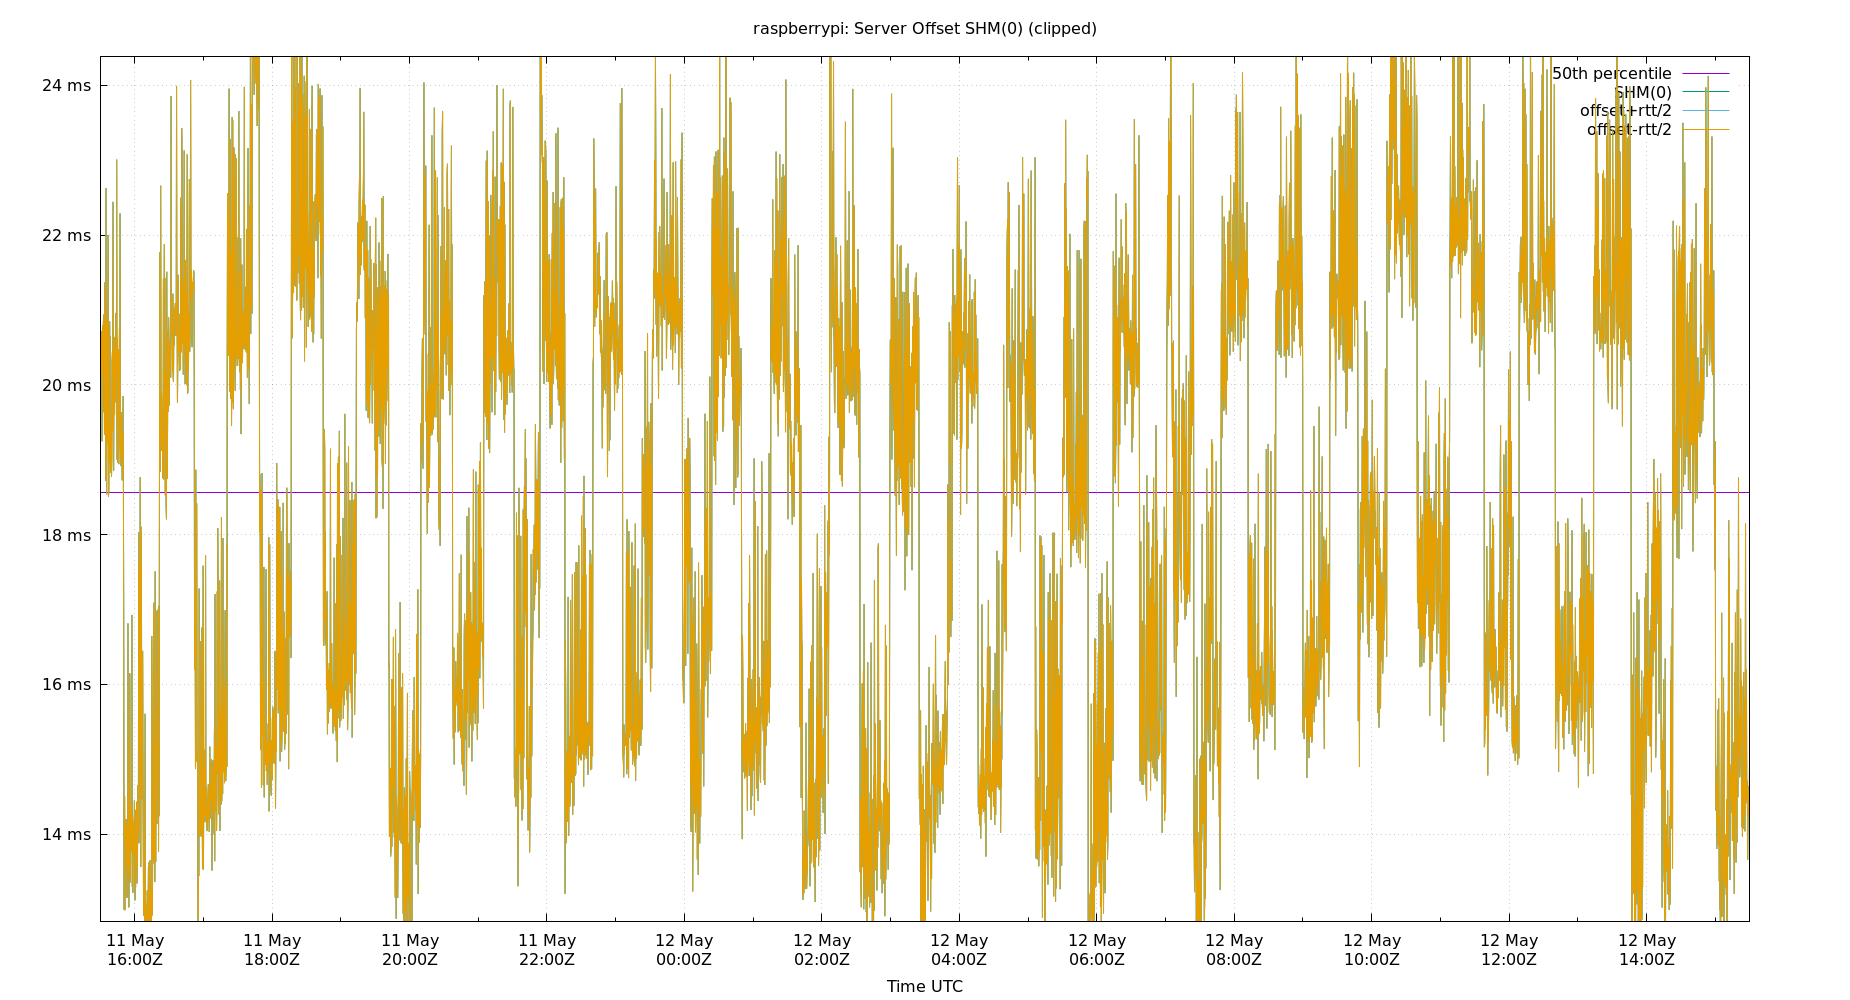 raspberrypi: Server Offset SHM(0) (clipped)
24 ms
22 ms
20 ms
18 ms
16 ms
14 ms
50th percentile
SHM(0)
offset+rtt/2
offset-rtt/2
11 May 11 May 11 May 11 May 12 May 12 May 12 May 12 May 12 May 12 May 12 May 12 May
16:00Z 18:00Z 20:00Z 22:00Z 00:00Z 02:00Z 04:00Z 06:00Z 08:00Z 10:00Z 12:00Z 14:00Z
Time UTC